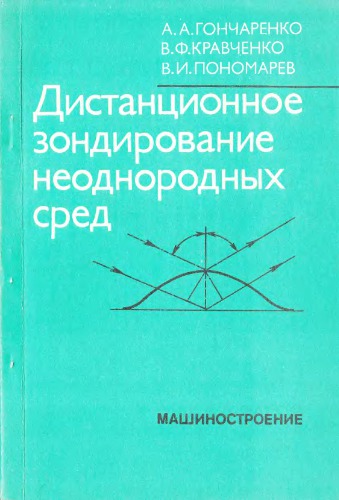 А.А.ГОНЧАРЕНКО
В.Ф.КРАВЧЕНКО
В.И.ПОНОМАРЕВ
Дистанционное
зондирование
неоднородных
сред
МАШИНОСТРОЕНИЕ